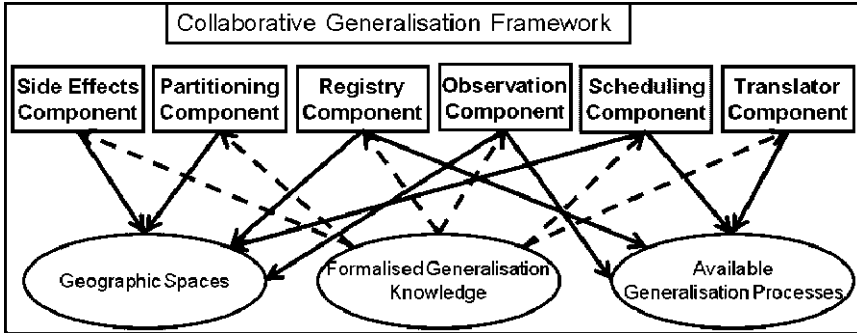 Collaborative Generalisation Framework
Side Effects
Component
Partitioning
Component
Registry
Component
Observation
Component
Scheduling
Component
Translator
Component
Geographic Spaces
Formalised Generalisation
Knowledge
Available
Generalisation Processes